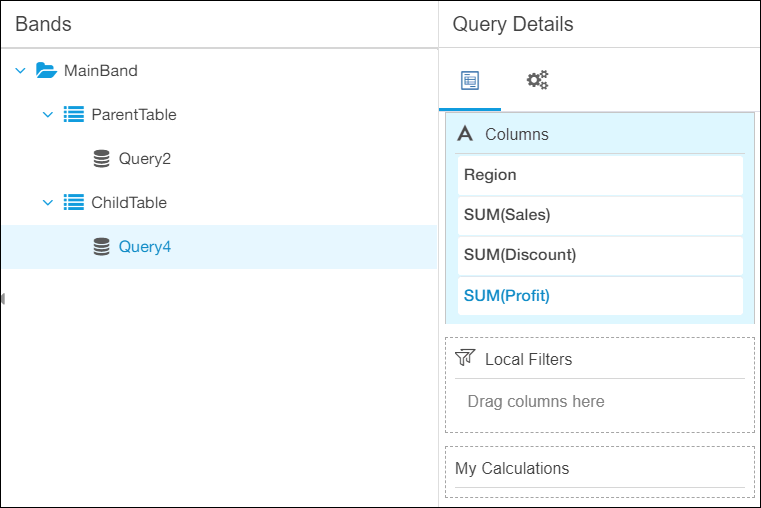 Bands
MainBand
ParentTable
Query2
ChildTable
Query4
Query Details
Columns
Region
SUM(Sales)
SUM(Discount)
SUM(Profit)
Local Filters
Drag columns here
My Calculations